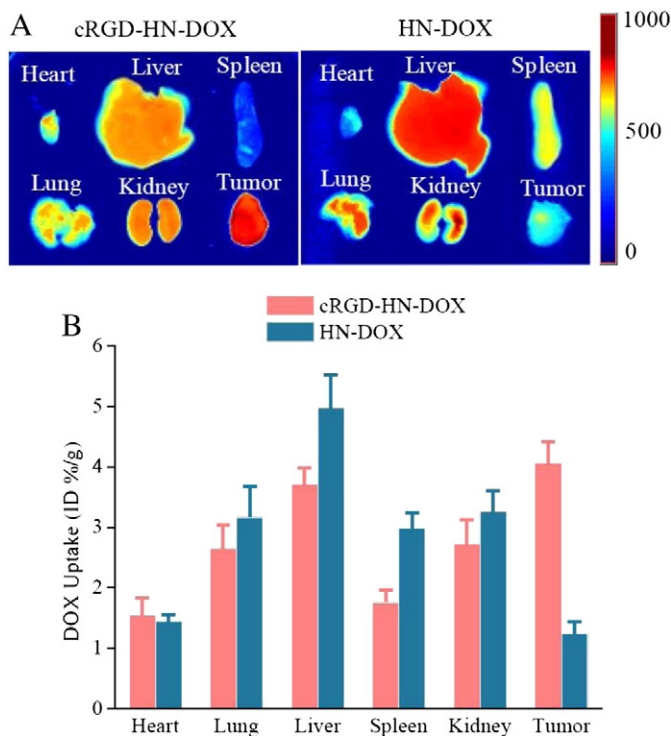 A
cRGD-HN-DOX
HN-DOX
1000
500
0
Heart
Liver
Spleen
Lung
Kidney
Tumor
Heart
Liver
Spleen
Lung
Kidney
Tumor
B
cRGD-HN-DOX
HN-DOX
DOX Uptake (ID %/g)
6
5
4
3
2
1
0
Heart Lung Liver Spleen Kidney Tumor